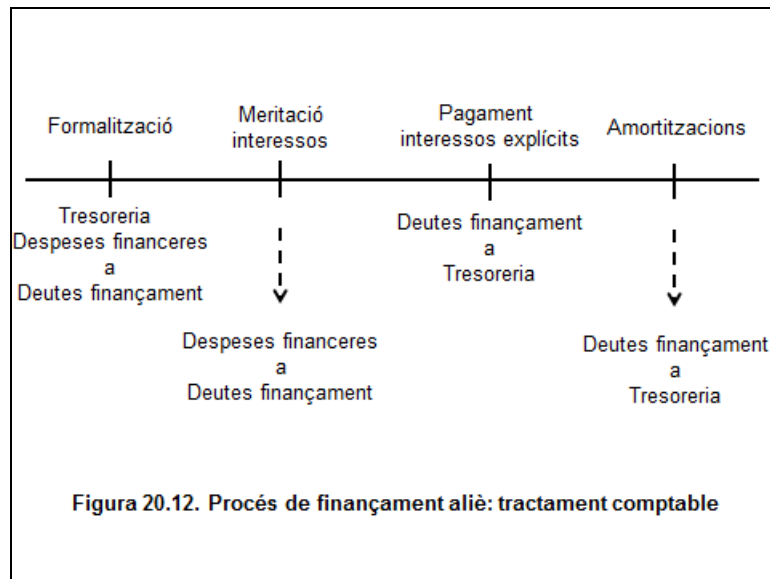 Formalització
Meritació
interessos
Pagament
interessos explícits
Amortitzacions
Tresoreria
Despeses financeres
a
Deutes finançament
Despeses financeres
a
Deutes finançament
Deutes finançament
a
Tresoreria
Deutes finançament
a
Tresoreria
Figura 20.12. Procés de finançament aliè: tractament comptable